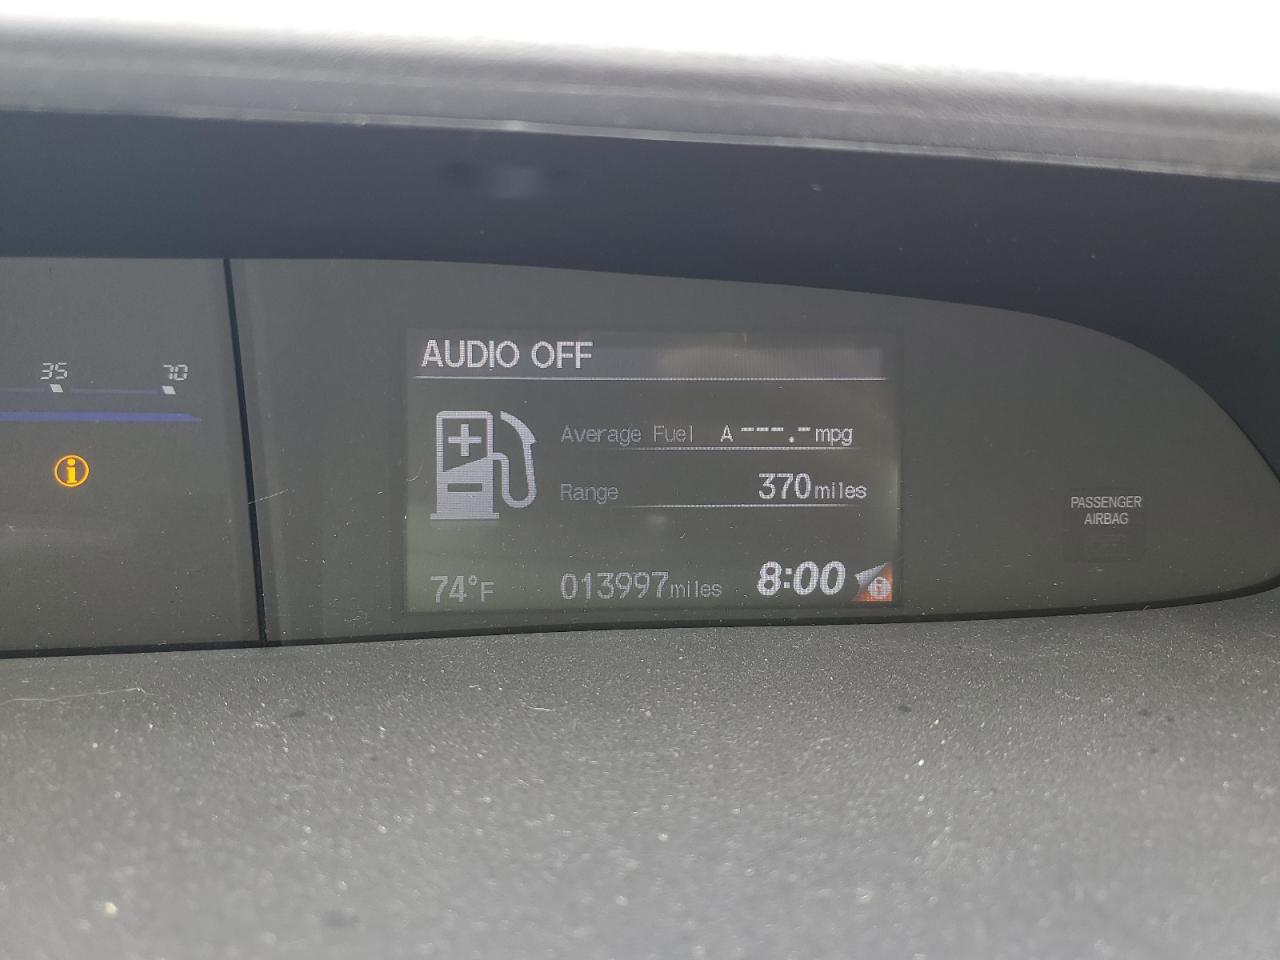 AUDIO OFF
35 70
Average Fuel A ---.- mpg
Range 370 miles
PASSENGER
AIRBAG
74°F 013997 miles 8:00